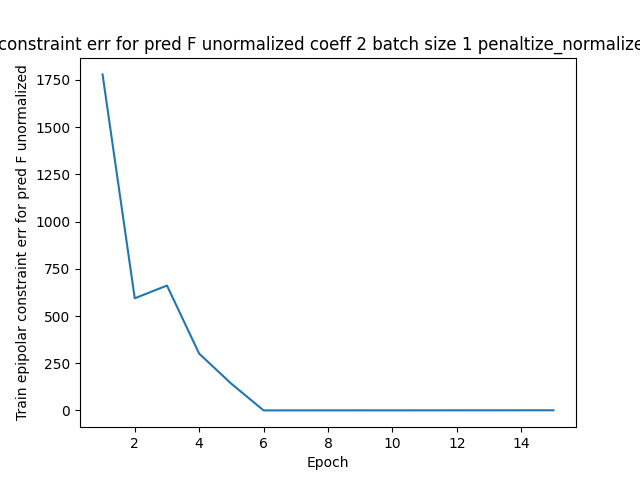 constraint err for pred F unormalized coeff 2 batch size 1 penaltize_normalize
Train epipolar constraint err for pred F unormalized
1750
1500
1250
1000
750
500
250
0
2 4 6 8 10 12 14
Epoch